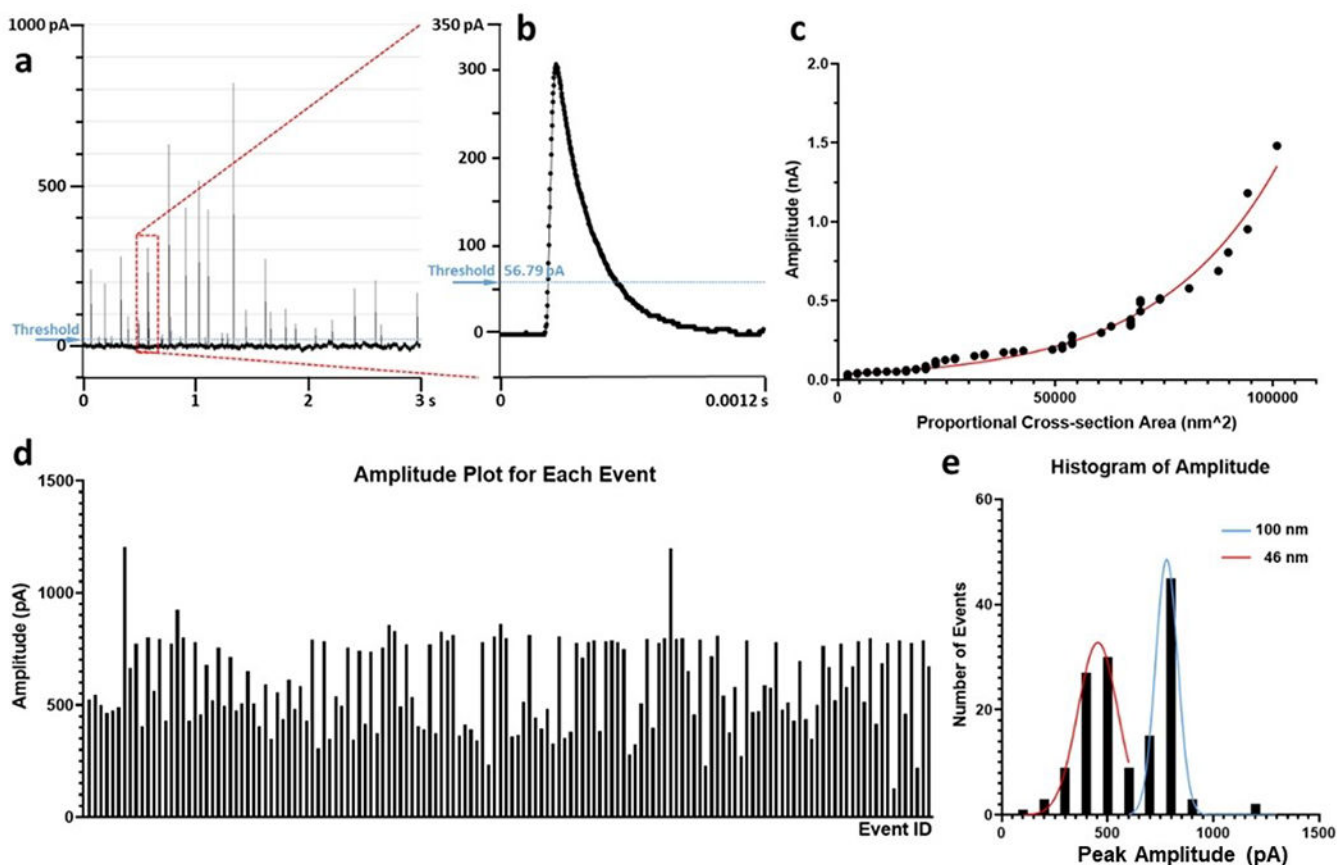 a
1000 pA
500
0
Threshold
0
1
2
3 s
b
350 pA
300
200
100
0
Threshold
56.79 pA
0
0.0012 s
c
Amplitude (nA)
2.0
1.5
1.0
0.5
0.0
0
50000
100000
Proportional Cross-section Area (nm^2)
d
Amplitude Plot for Each Event
Amplitude (pA)
1500
1000
500
0
Event ID
e
Histogram of Amplitude
Number of Events
60
40
20
0
100 nm
46 nm
0
500
1000
1500
Peak Amplitude (pA)